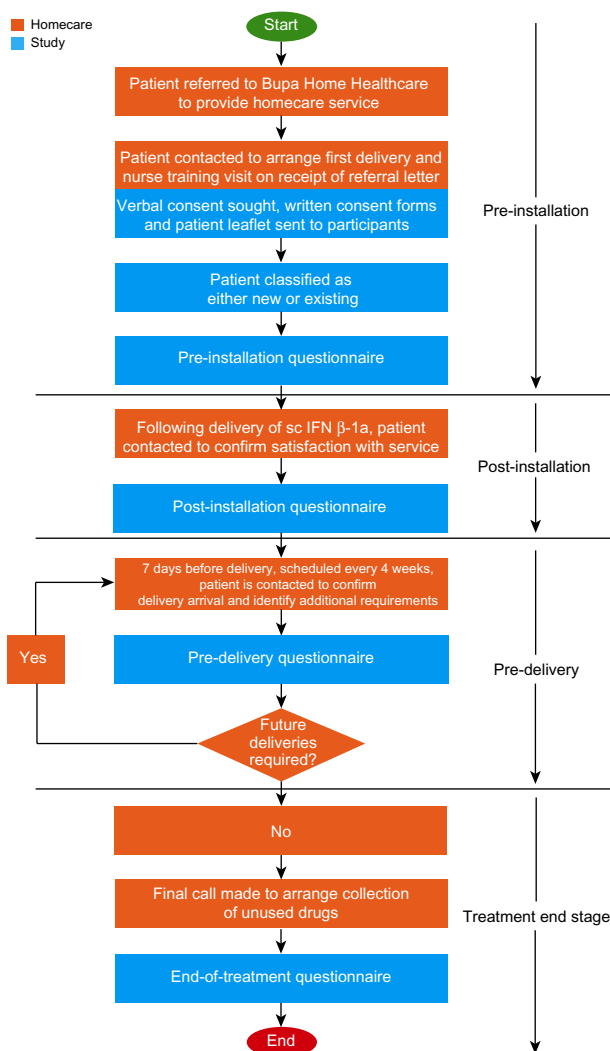 Homecare
Study
Start
Patient referred to Bupa Home Healthcare
to provide homecare service
Patient contacted to arrange first delivery and
nurse training visit on receipt of referral letter
Verbal consent sought, written consent forms
and patient leaflet sent to participants
Pre-installation
Patient classified as
either new or existing
Pre-installation questionnaire
Following delivery of sc IFN β-1a, patient
contacted to confirm satisfaction with service
Post-installation
Post-installation questionnaire
7 days before delivery, scheduled every 4 weeks,
patient is contacted to confirm
delivery arrival and identify additional requirements
Yes
Pre-delivery questionnaire
Pre-delivery
Future
deliveries
required?
No
Final call made to arrange collection
of unused drugs
Treatment end stage
End-of-treatment questionnaire
End